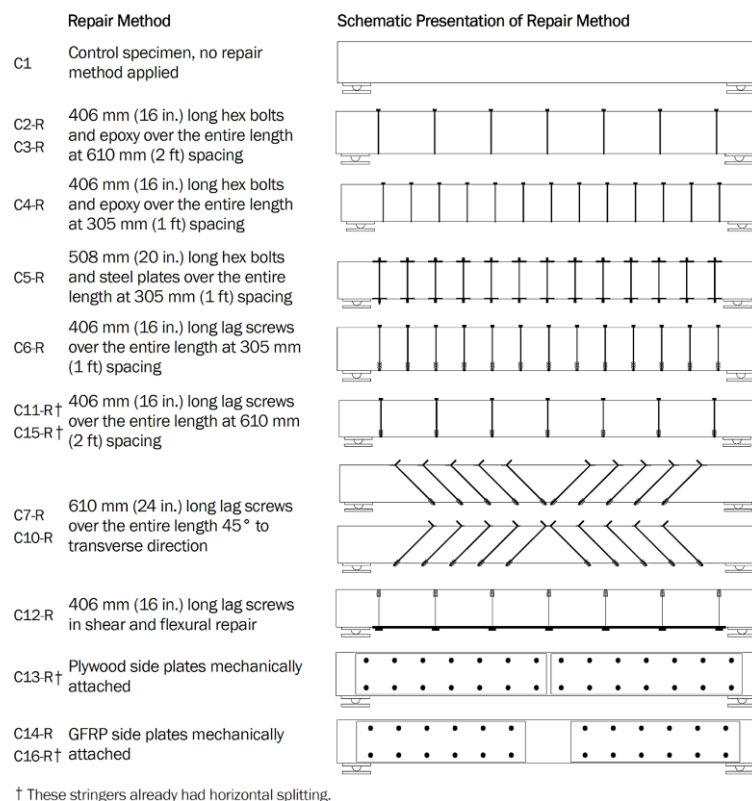 Repair Method
Schematic Presentation of Repair Method
C1
Control specimen, no repair
method applied
C2-R
C3-R
406 mm (16 in.) long hex bolts
and epoxy over the entire length
at 610 mm (2 ft) spacing
C4-R
406 mm (16 in.) long hex bolts
and epoxy over the entire length
at 305 mm (1 ft) spacing
C5-R
508 mm (20 in.) long hex bolts
and steel plates over the entire
length at 305 mm (1 ft) spacing
C6-R
406 mm (16 in.) long lag screws
over the entire length at 305 mm
(1 ft) spacing
C11-R†
C15-R†
406 mm (16 in.) long lag screws
over the entire length at 610 mm
(2 ft) spacing
C7-R
C10-R
610 mm (24 in.) long lag screws
over the entire length 45° to
transverse direction
C12-R
406 mm (16 in.) long lag screws
in shear and flexural repair
C13-R†
Plywood side plates mechanically
attached
C14-R
C16-R†
GFRP side plates mechanically
attached
† These stringers already had horizontal splitting.